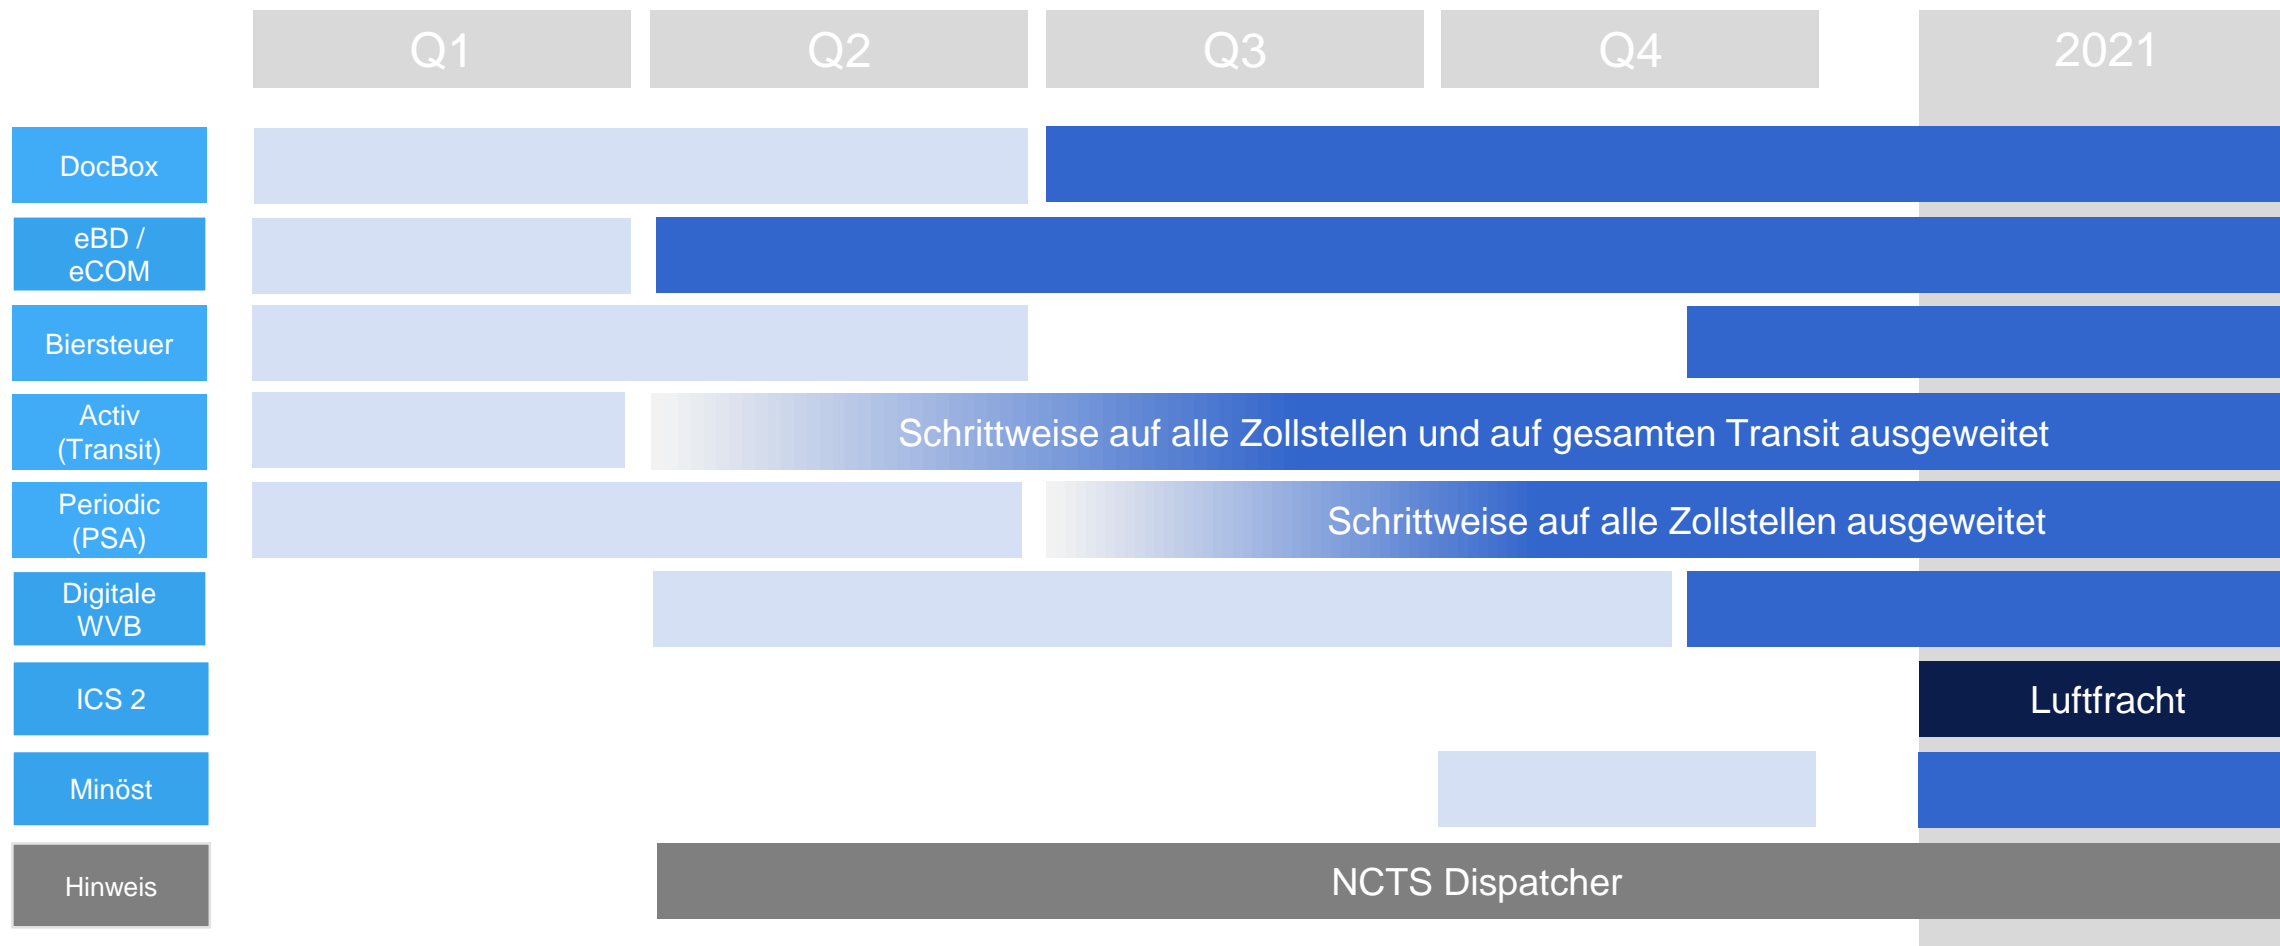 Q1
Q2
Q3
Q4
2021
DocBox
eBD /
eCOM
Biersteuer
Activ
(Transit)
Schrittweise auf alle Zollstellen und auf gesamten Transit ausgeweitet
Periodic
(PSA)
Schrittweise auf alle Zollstellen ausgeweitet
Digitale
WVB
ICS 2
Luftfracht
Minöst
Hinweis
NCTS Dispatcher